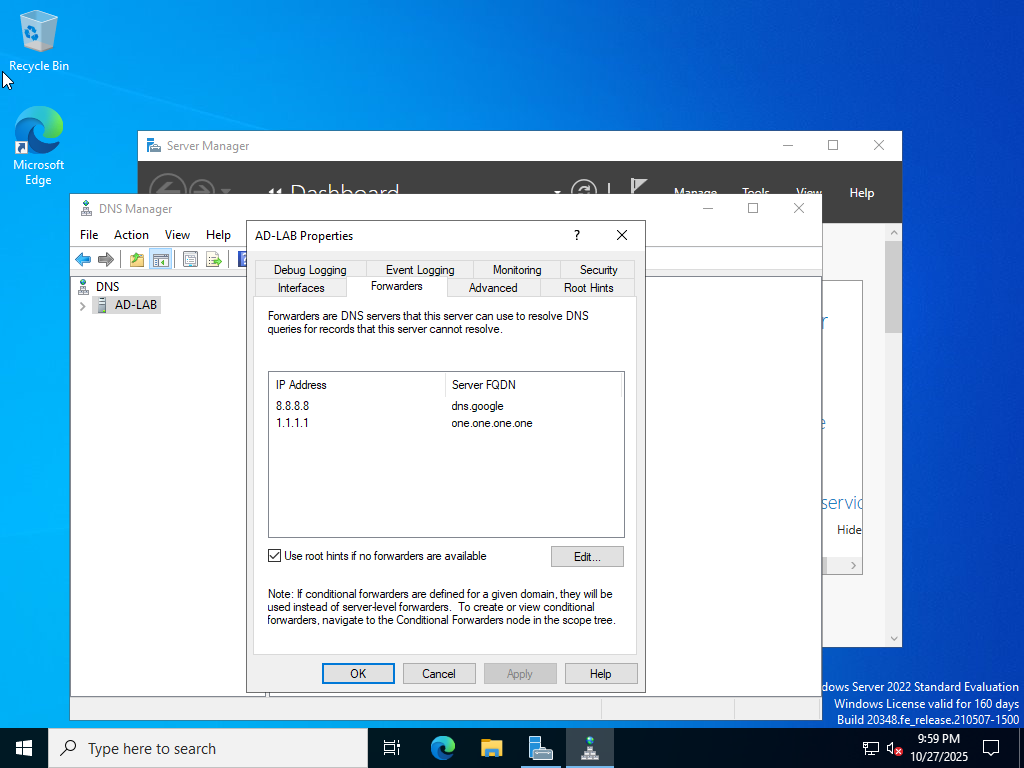 Recycle Bin
Microsoft
Edge
Server Manager
Dashboard
Manage Tools View Help
DNS Manager
File Action View Help
DNS
AD-LAB
AD-LAB Properties
Debug Logging Event Logging Monitoring Security
Interfaces Forwarders Advanced Root Hints
Forwarders are DNS servers that this server can use to resolve DNS
queries for records that this server cannot resolve.
IP Address Server FQDN
8.8.8.8 dns.google
1.1.1.1 one.one.one.one
Use root hints if no forwarders are available
Edit...
Note: If conditional forwarders are defined for a given domain, they will be
used instead of server-level forwarders. To create or view conditional
forwarders, navigate to the Conditional Forwarders node in the scope tree.
OK Cancel Apply Help
Hide
dows Server 2022 Standard Evaluation
Windows License valid for 160 days
Build 20348.fe_release.210507-1500
Type here to search
9:59 PM
10/27/2025